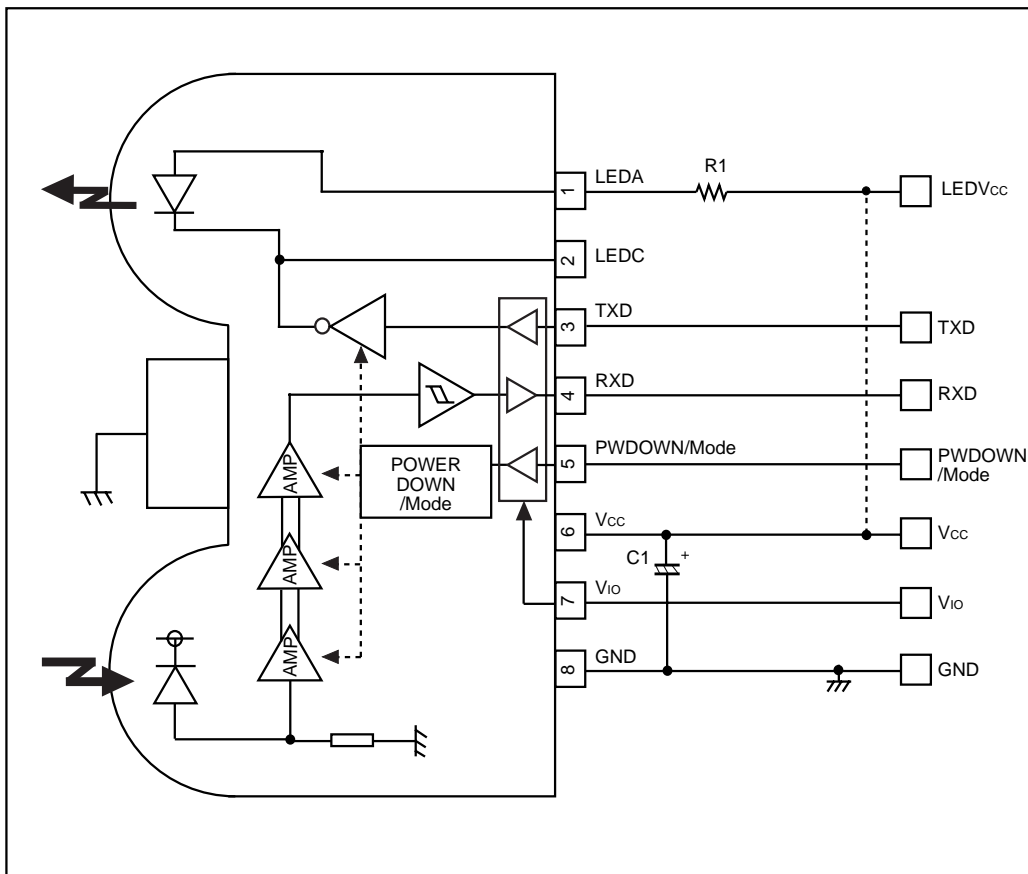 R1
1
LEDA
LEDVcc
2
LEDC
3
TXD
TXD
4
RXD
RXD
AMP
POWER
DOWN
/Mode
5
PWDOWN/Mode
PWDOWN
/Mode
AMP
6
Vcc
C1
+
Vcc
7
VIO
VIO
AMP
8
GND
GND